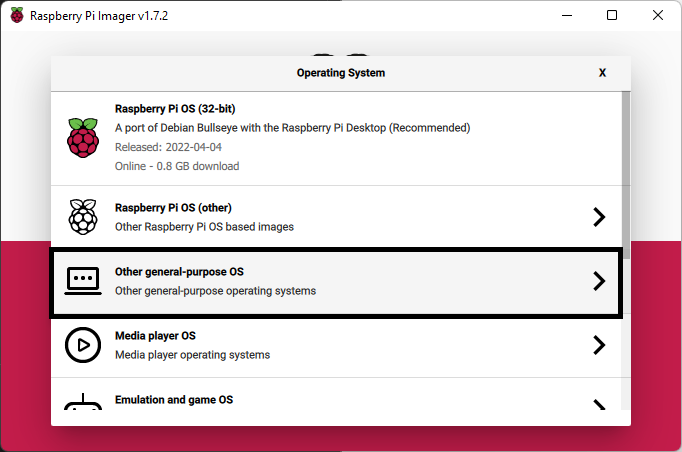 Raspberry Pi Imager v1.7.2
Operating System
X
Raspberry Pi OS (32-bit)
A port of Debian Bullseye with the Raspberry Pi Desktop (Recommended)
Released: 2022-04-04
Online - 0.8 GB download
Raspberry Pi OS (other)
Other Raspberry Pi OS based images
Other general-purpose OS
Other general-purpose operating systems
Media player OS
Media player operating systems
Emulation and game OS